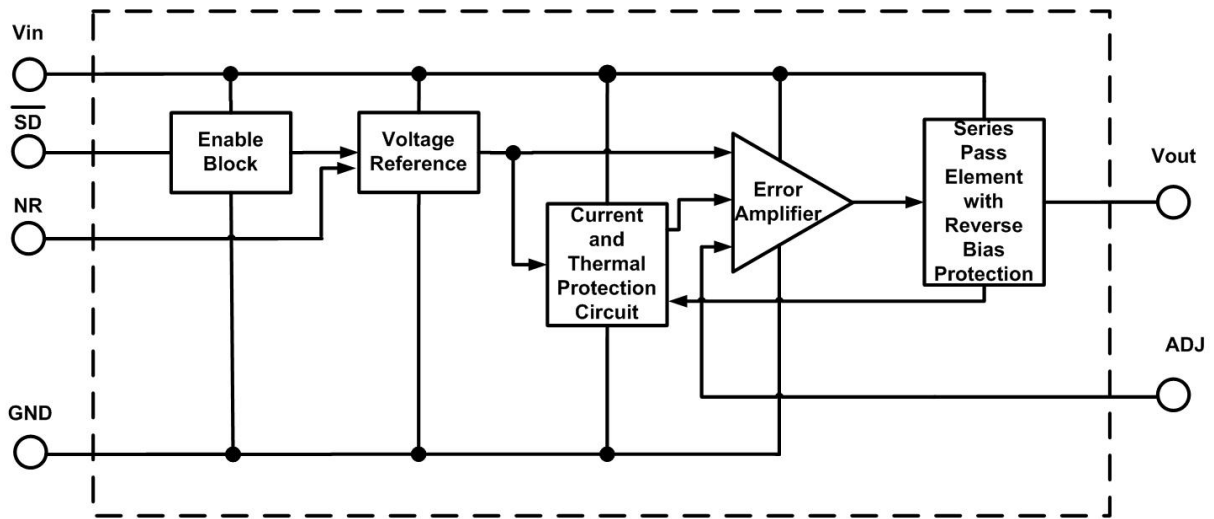 Vin
SD
NR
GND
Enable
Block
Voltage
Reference
Current
and
Thermal
Protection
Circuit
Error
Amplifier
Series
Pass
Element
with
Reverse
Bias
Protection
Vout
ADJ